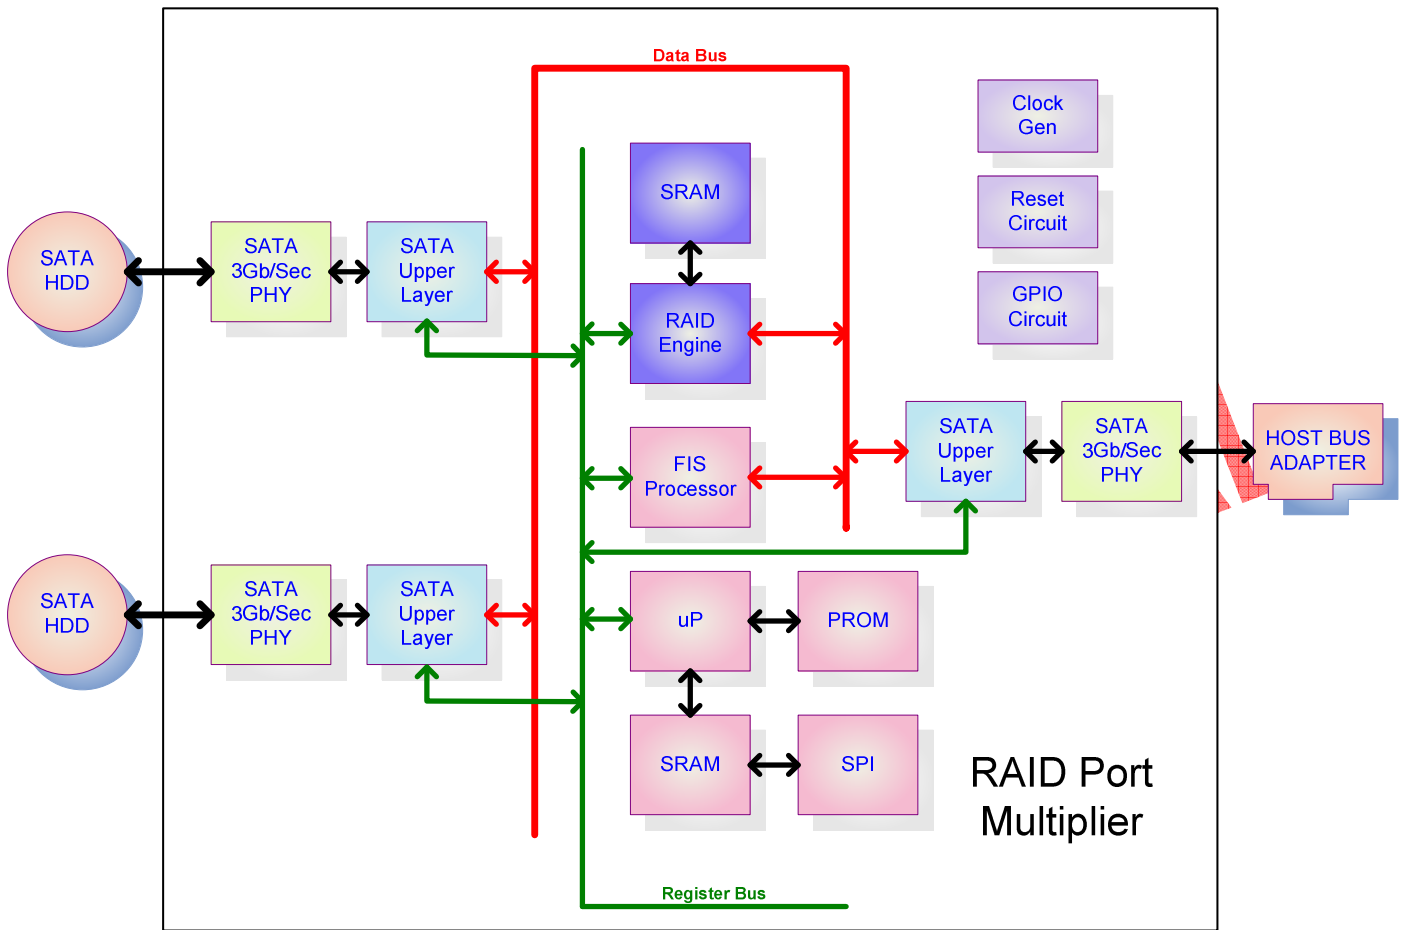 Data Bus
Clock
Gen
SRAM
Reset
Circuit
SATA
HDD
SATA
3Gb/Sec
PHY
SATA
Upper
Layer
RAID
Engine
GPIO
Circuit
FIS
Processor
SATA
Upper
Layer
SATA
3Gb/Sec
PHY
HOST BUS
ADAPTER
SATA
HDD
SATA
3Gb/Sec
PHY
SATA
Upper
Layer
uP
PROM
SRAM
SPI
RAID Port
Multiplier
Register Bus